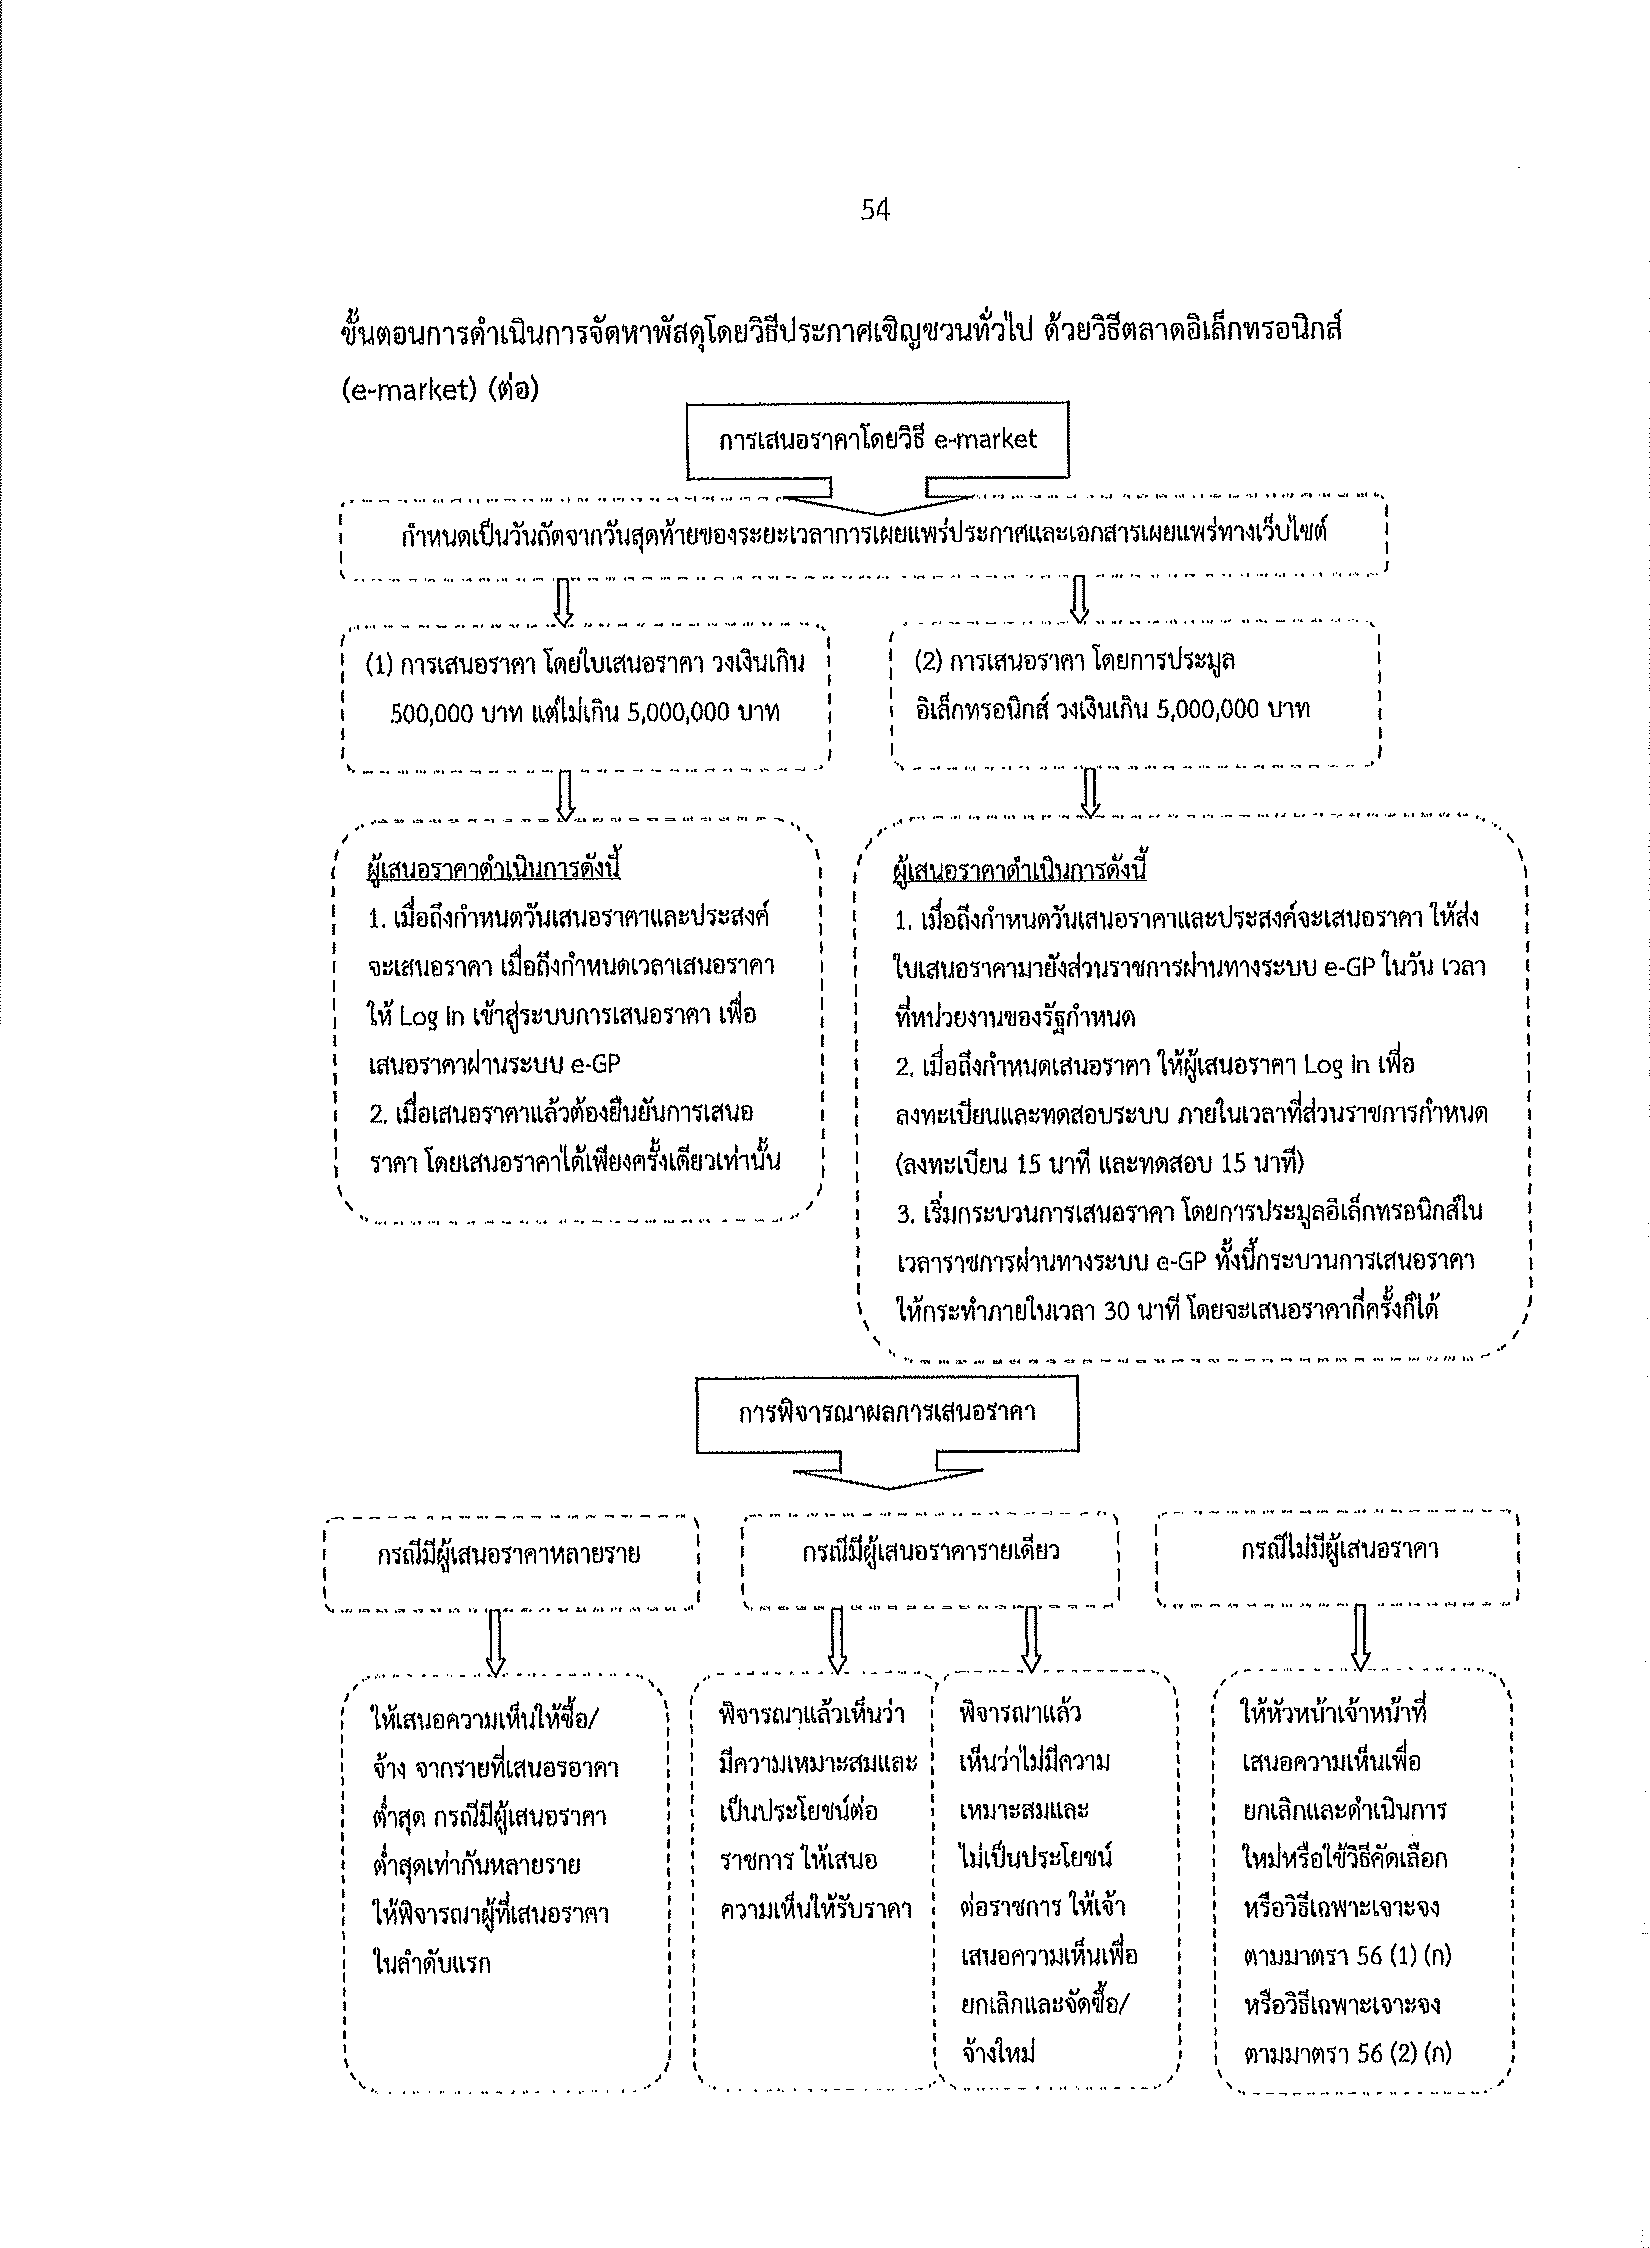 54
ขั้นตอนการดำเนินการจัดหาพัสดุโดยวิธีประกาศเชิญชวนทั่วไป ด้วยวิธีตลาดอิเล็กทรอนิกส์
(e-market) (ต่อ)
การเสนอราคาโดยวิธี e-market
กำหนดเป็นวันถัดจากวันสุดท้ายของระยะเวลาการเผยแพร่ประกาศและเอกสารเผยแพร่ทางเว็บไซต์
(1) การเสนอราคา โดยใบเสนอราคา วงเงินเกิน
500,000 บาท แต่ไม่เกิน 5,000,000 บาท
(2) การเสนอราคา โดยการประมูล
อิเล็กทรอนิกส์ วงเงินเกิน 5,000,000 บาท
ผู้เสนอราคาดำเนินการดังนี้
1. เมื่อถึงกำหนดวันเสนอราคาและประสงค์
จะเสนอราคา เมื่อถึงกำหนดเวลาเสนอราคา
ให้ Log In เข้าสู่ระบบการเสนอราคา เพื่อ
เสนอราคาผ่านระบบ e-GP
2. เมื่อเสนอราคาแล้วต้องยืนยันการเสนอ
ราคา โดยเสนอราคาได้เพียงครั้งเดียวเท่านั้น
ผู้เสนอราคาดำเนินการดังนี้
1. เมื่อถึงกำหนดวันเสนอราคาและประสงค์จะเสนอราคา ให้ส่ง
ใบเสนอราคามายังส่วนราชการผ่านทางระบบ e-GP ในวัน เวลา
ที่หน่วยงานของรัฐกำหนด
2. เมื่อถึงกำหนดเสนอราคา ให้ผู้เสนอราคา Log In เพื่อ
ลงทะเบียนและทดสอบระบบ ภายในเวลาที่ส่วนราชการกำหนด
(ลงทะเบียน 15 นาที และทดสอบ 15 นาที)
3. เริ่มกระบวนการเสนอราคา โดยการประมูลอิเล็กทรอนิกส์ใน
เวลาราชการผ่านทางระบบ e-GP ทั้งนี้กระบวนการเสนอราคา
ให้กระทำภายในเวลา 30 นาที โดยจะเสนอราคากี่ครั้งก็ได้
การพิจารณาผลการเสนอราคา
กรณีมีผู้เสนอราคาหลายราย
กรณีมีผู้เสนอราคารายเดียว
กรณีไม่มีผู้เสนอราคา
ให้เสนอความเห็นให้ซื้อ/
จ้าง จากรายที่เสนอรอาคา
ต่ำสุด กรณีมีผู้เสนอราคา
ต่ำสุดเท่ากันหลายราย
ให้พิจารณาผู้ที่เสนอราคา
ในลำดับแรก
พิจารณาแล้วเห็นว่า
มีความเหมาะสมและ
เป็นประโยชน์ต่อ
ราชการ ให้เสนอ
ความเห็นให้รับราคา
พิจารณาแล้ว
เห็นว่าไม่มีความ
เหมาะสมและ
ไม่เป็นประโยชน์
ต่อราชการ ให้เจ้า
เสนอความเห็นเพื่อ
ยกเลิกและจัดซื้อ/
จ้างใหม่
ให้หัวหน้าเจ้าหน้าที่
เสนอความเห็นเพื่อ
ยกเลิกและดำเนินการ
ใหม่หรือใช้วิธีคัดเลือก
หรือวิธีเฉพาะเจาะจง
ตามมาตรา 56 (1) (ก)
หรือวิธีเฉพาะเจาะจง
ตามมาตรา 56 (2) (ก)